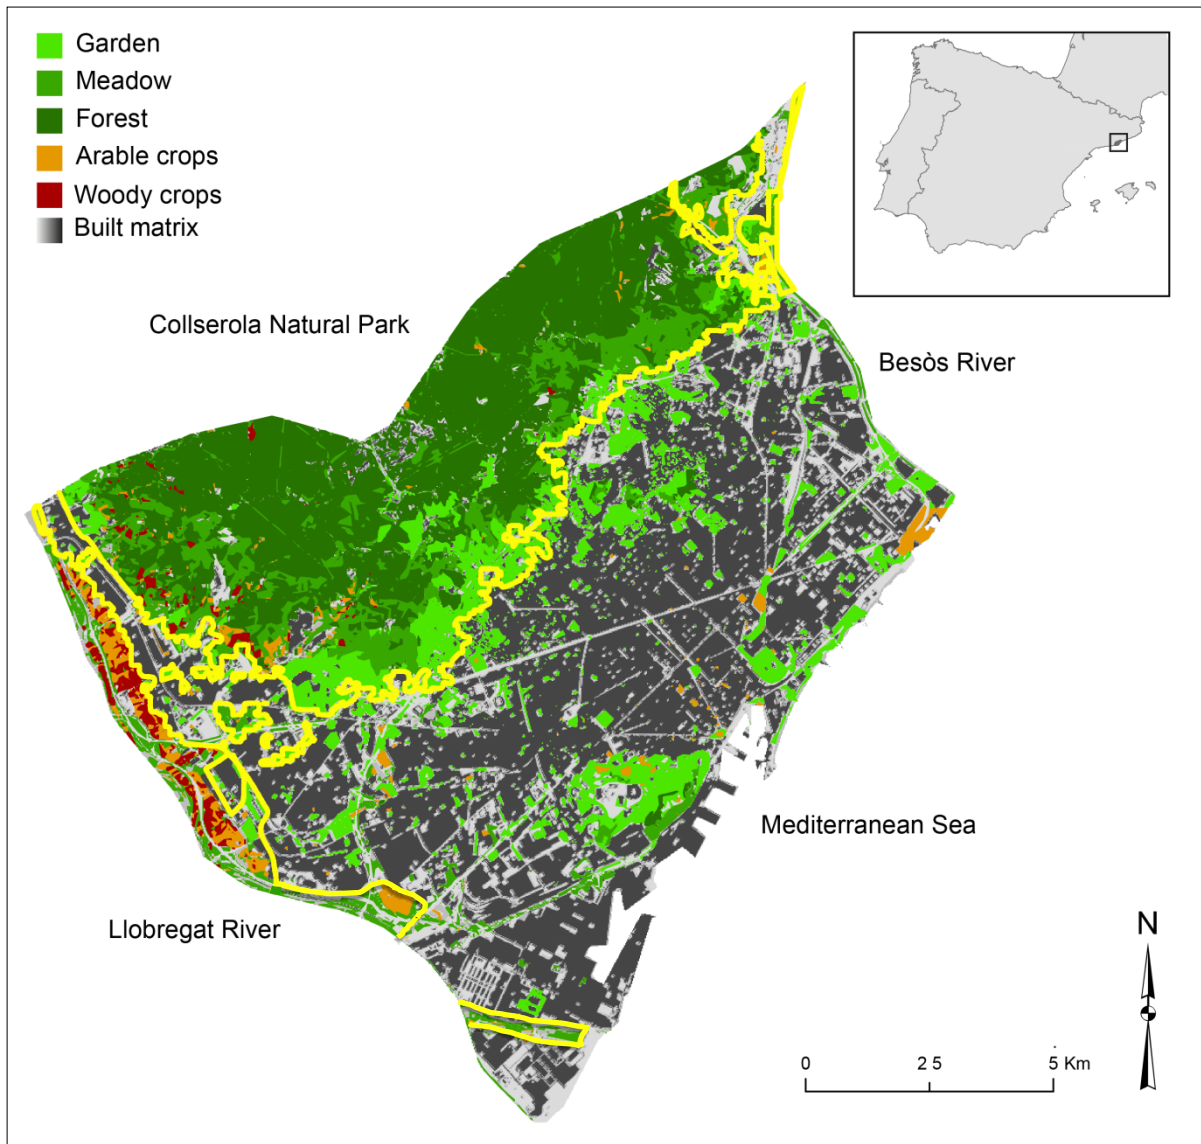 Garden
Meadow
Forest
Arable crops
Woody crops
Built matrix
Collserola Natural Park
Besòs River
Mediterranean Sea
Llobregat River
N
0 2 5 5 Km